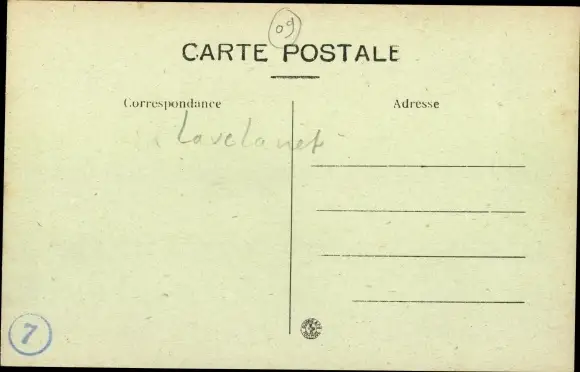 09
CARTE POSTALE
Correspondance
Adresse
Lavelanet
7